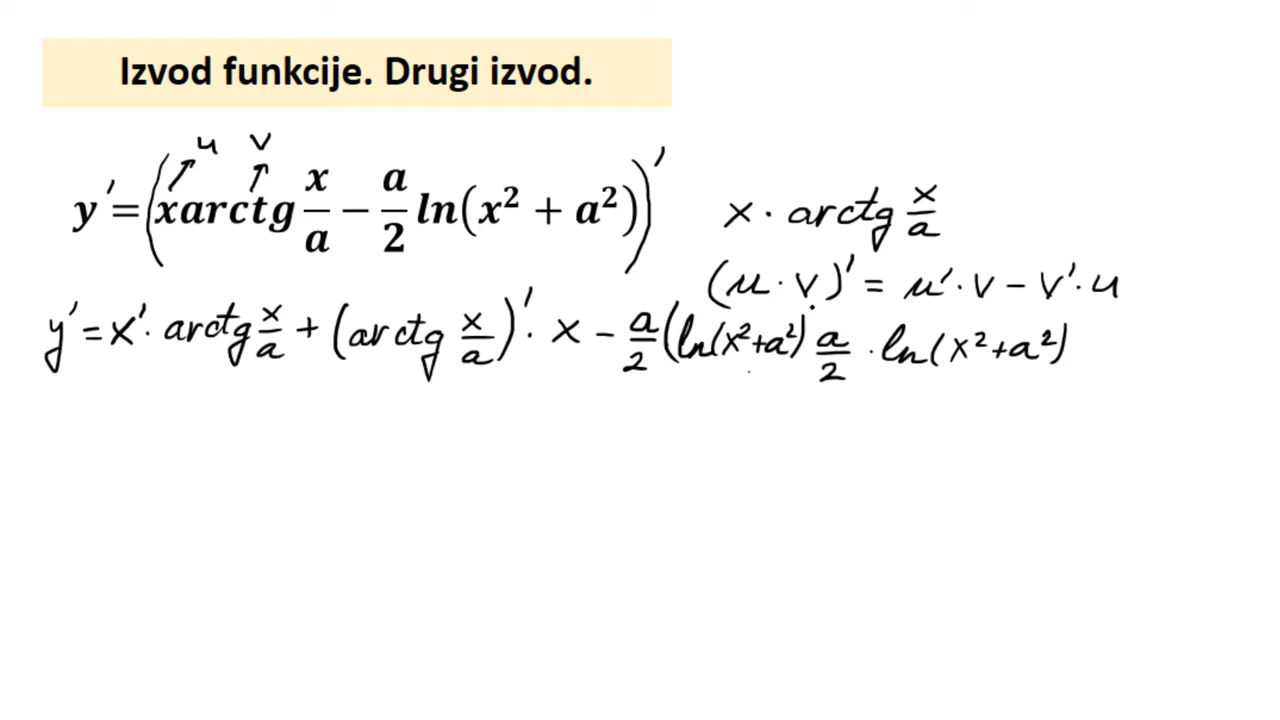 Izvod funkcije. Drugi izvod.
u v
y′=(xarctg x/a − a/2 ln(x² + a²))′
x · arctg x/a
(u · v)′ = u′ · v − v′ · u
y′ = x′ · arctg x/a + (arctg x/a)′ · x − a/2 (ln(x²+a²)
a/2 · ln(x²+a²)